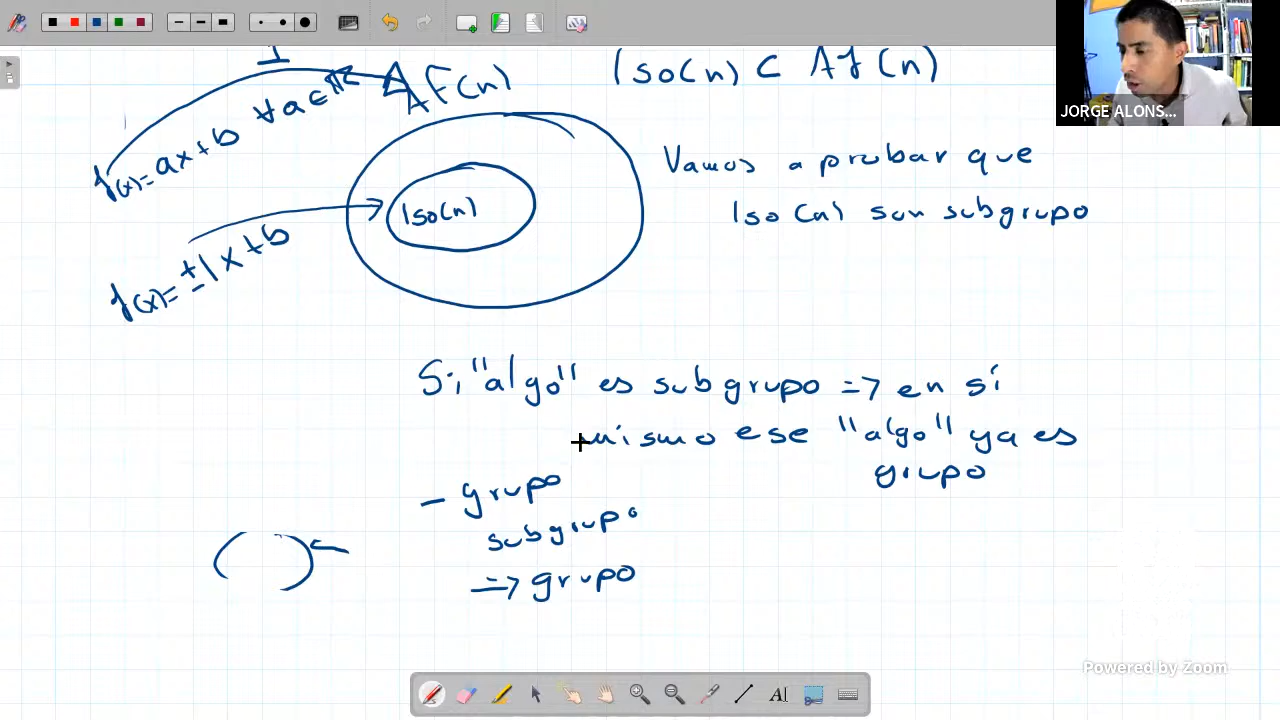 Iso(n) ⊂ Af(n)
AF(n)
f(x)= ax+b ∀a∈ℝ
Iso(n)
f(x)= ±1x+b
Vamos a probar que
Iso(n) son subgrupo
Si "algo" es subgrupo => en sí
mismo ese "algo" ya es
grupo
- grupo
subgrupo
=> grupo
JORGE ALONS...
Powered by Zoom
AI